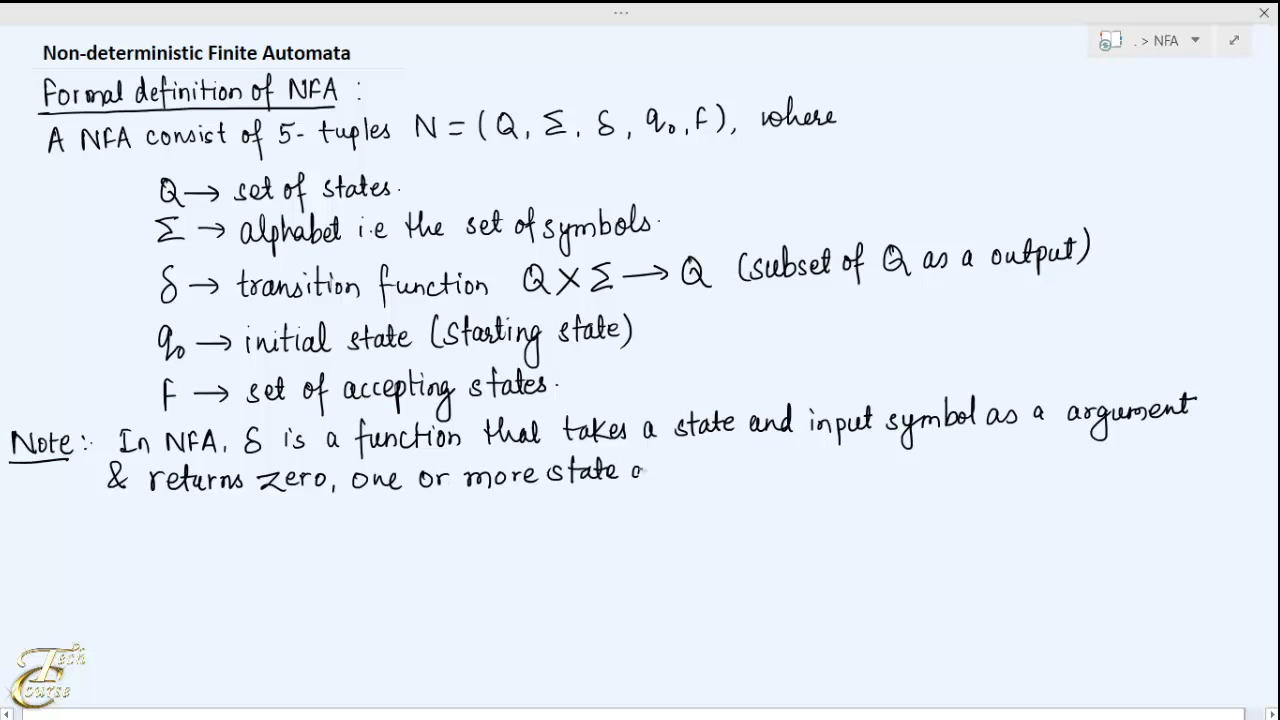 . > NFA
Non-deterministic Finite Automata
Formal definition of NFA :
A NFA consist of 5- tuples N = (Q, Σ, δ, q₀, F), where
Q → set of states.
Σ → alphabet i.e the set of symbols.
δ → transition function Q X Σ → Q (subset of Q as a output)
q₀ → initial state (starting state)
F → set of accepting states.
Note :- In NFA, δ is a function that takes a state and input symbol as a argument
& returns zero, one or more state
Tech
Course